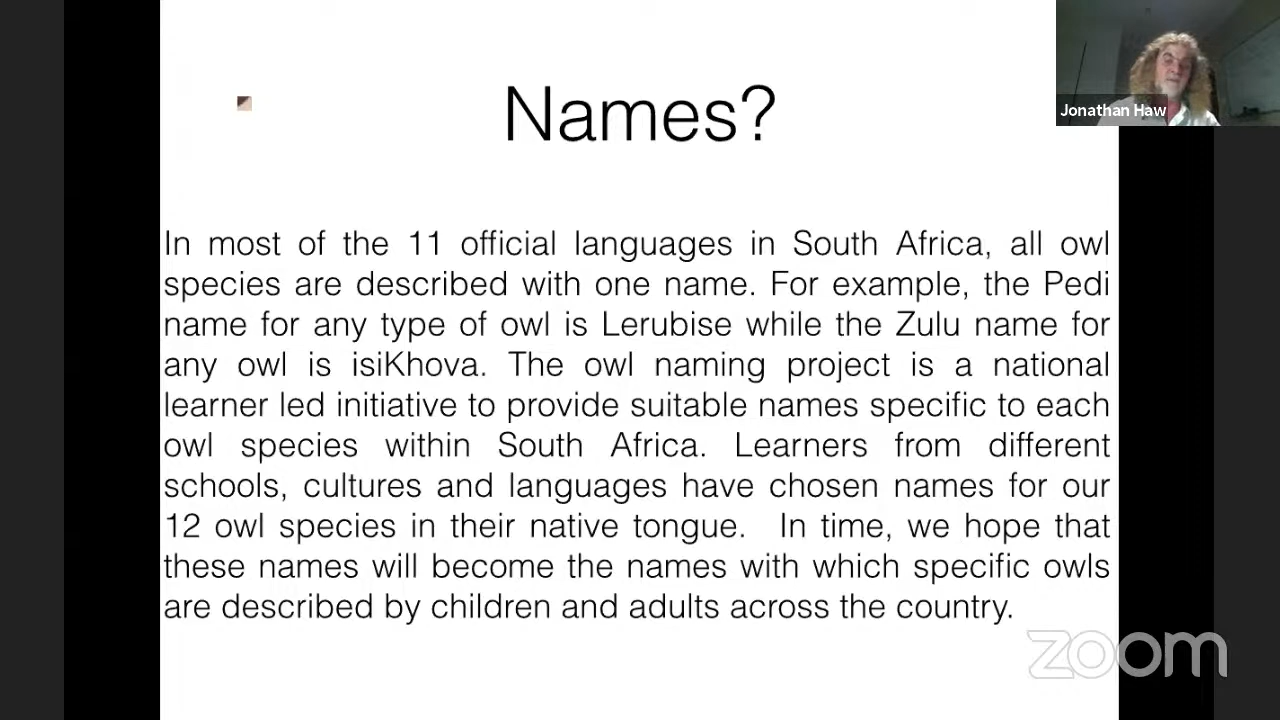 Names?
Jonathan Haw
In most of the 11 official languages in South Africa, all owl
species are described with one name. For example, the Pedi
name for any type of owl is Lerubise while the Zulu name for
any owl is isiKhova. The owl naming project is a national
learner led initiative to provide suitable names specific to each
owl species within South Africa. Learners from different
schools, cultures and languages have chosen names for our
12 owl species in their native tongue. In time, we hope that
these names will become the names with which specific owls
are described by children and adults across the country.
zoom